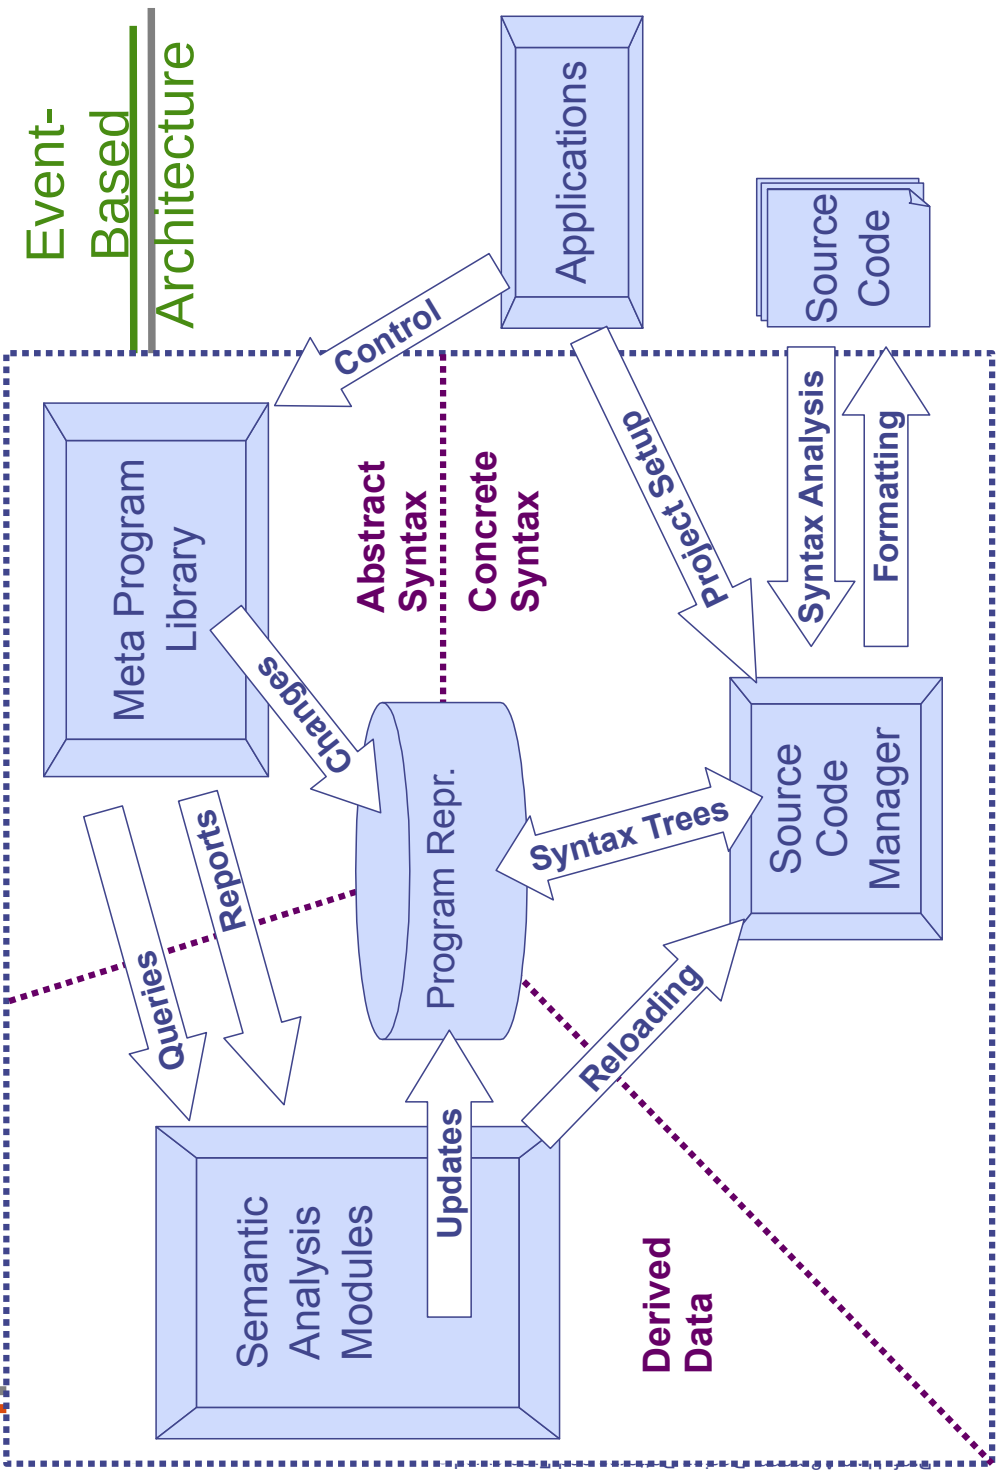 Event-
Based
Architecture
Applications
Source
Code
Control
Project Setup
Syntax Analysis
Formatting
Meta Program
Library
Abstract
Syntax
Concrete
Syntax
Changes
Program Repr.
Syntax Trees
Source
Code
Manager
Queries
Reports
Reloading
Updates
Semantic
Analysis
Modules
Derived
Data